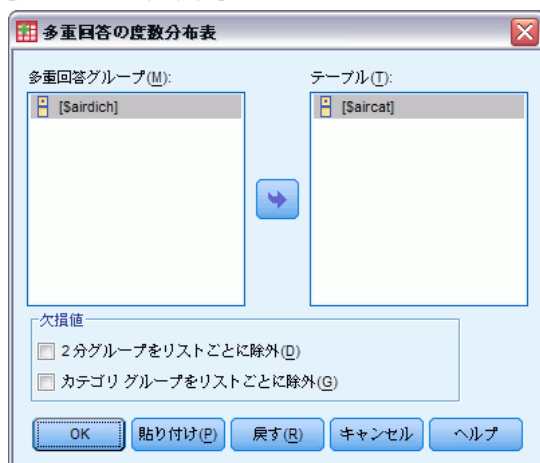 多重回答の度数分布表
多重回答グループ(M):
テーブル(T):
[$airdich]
[$aircat]
欠損値
2分グループをリストごとに除外(D)
カテゴリ グループをリストごとに除外(G)
OK
貼り付け(P)
戻す(R)
キャンセル
ヘルプ